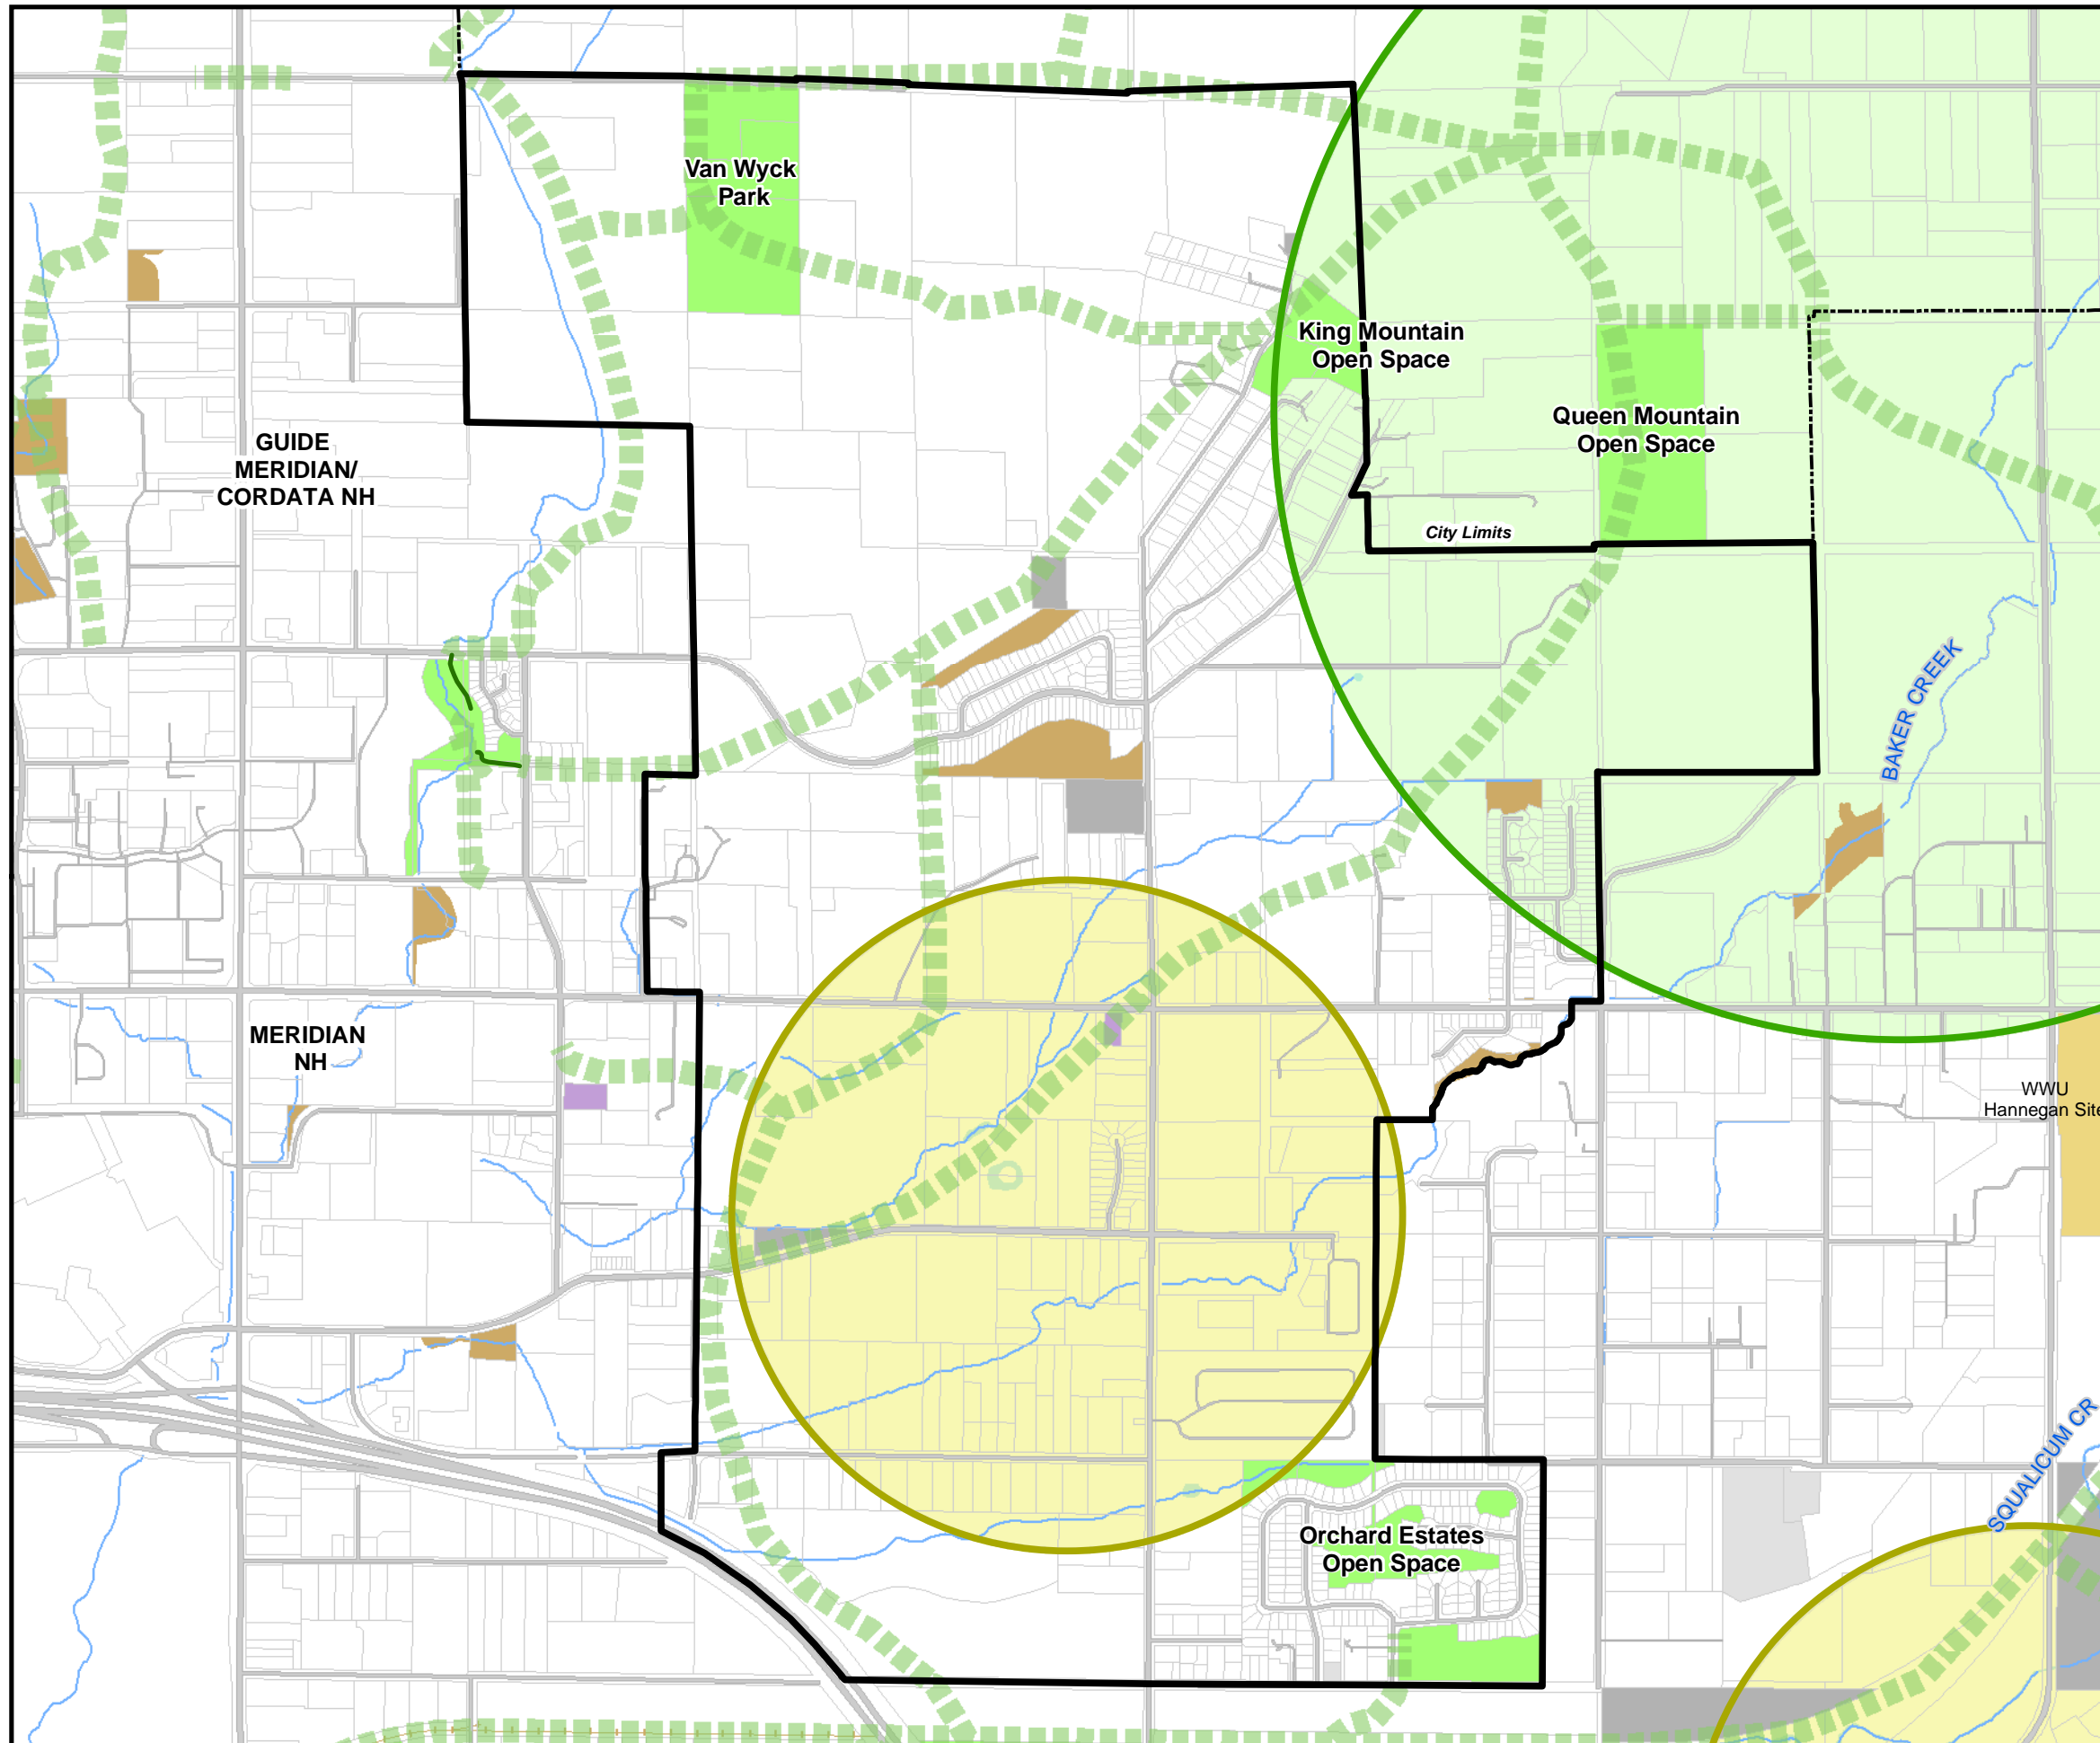 Van Wyck
Park
King Mountain
Open Space
Queen Mountain
Open Space
GUIDE
MERIDIAN/
CORDATA NH
City Limits
BAKER CREEK
MERIDIAN
NH
WWU
Hannegan Site
SQUALICUM CR
Orchard Estates
Open Space